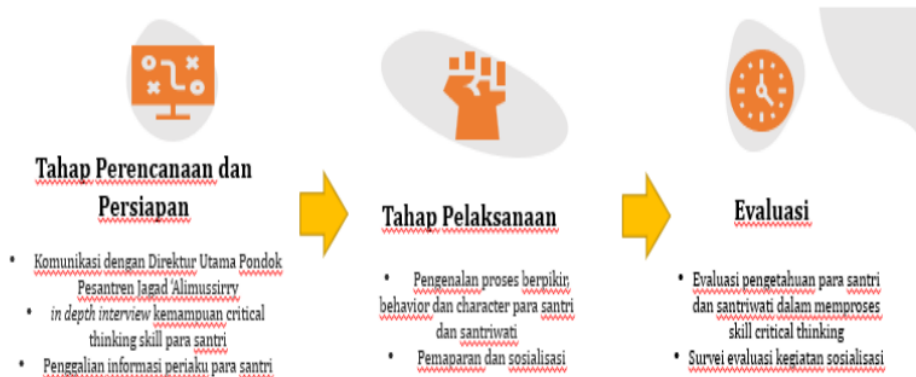 Tahap Perencanaan dan
Persiapan
• Komunikasi dengan Direktur Utama Pondok
Pesantren Jagad 'Alimussirry
• in depth interview kemampuan critical
thinking skill para santri
• Penggalian informasi periaku para santri
Tahap Pelaksanaan
• Pengenalan proses berpikir,
behavior dan character para santri
dan santriwati
• Pemaparan dan sosialisasi
Evaluasi
• Evaluasi pengetahuan para santri
dan santriwati dalam memproses
skill critical thinking
• Survei evaluasi kegiatan sosialisasi